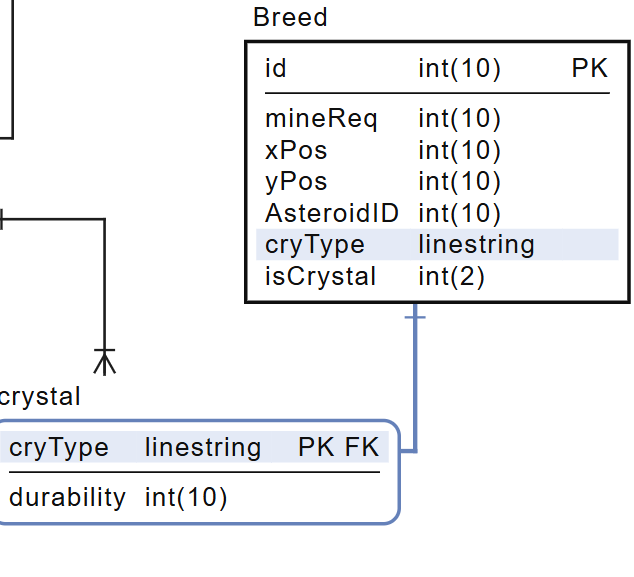 Breed
id int(10) PK
mineReq int(10)
xPos int(10)
yPos int(10)
AsteroidID int(10)
cryType linestring
isCrystal int(2)
crystal
cryType linestring PK FK
durability int(10)